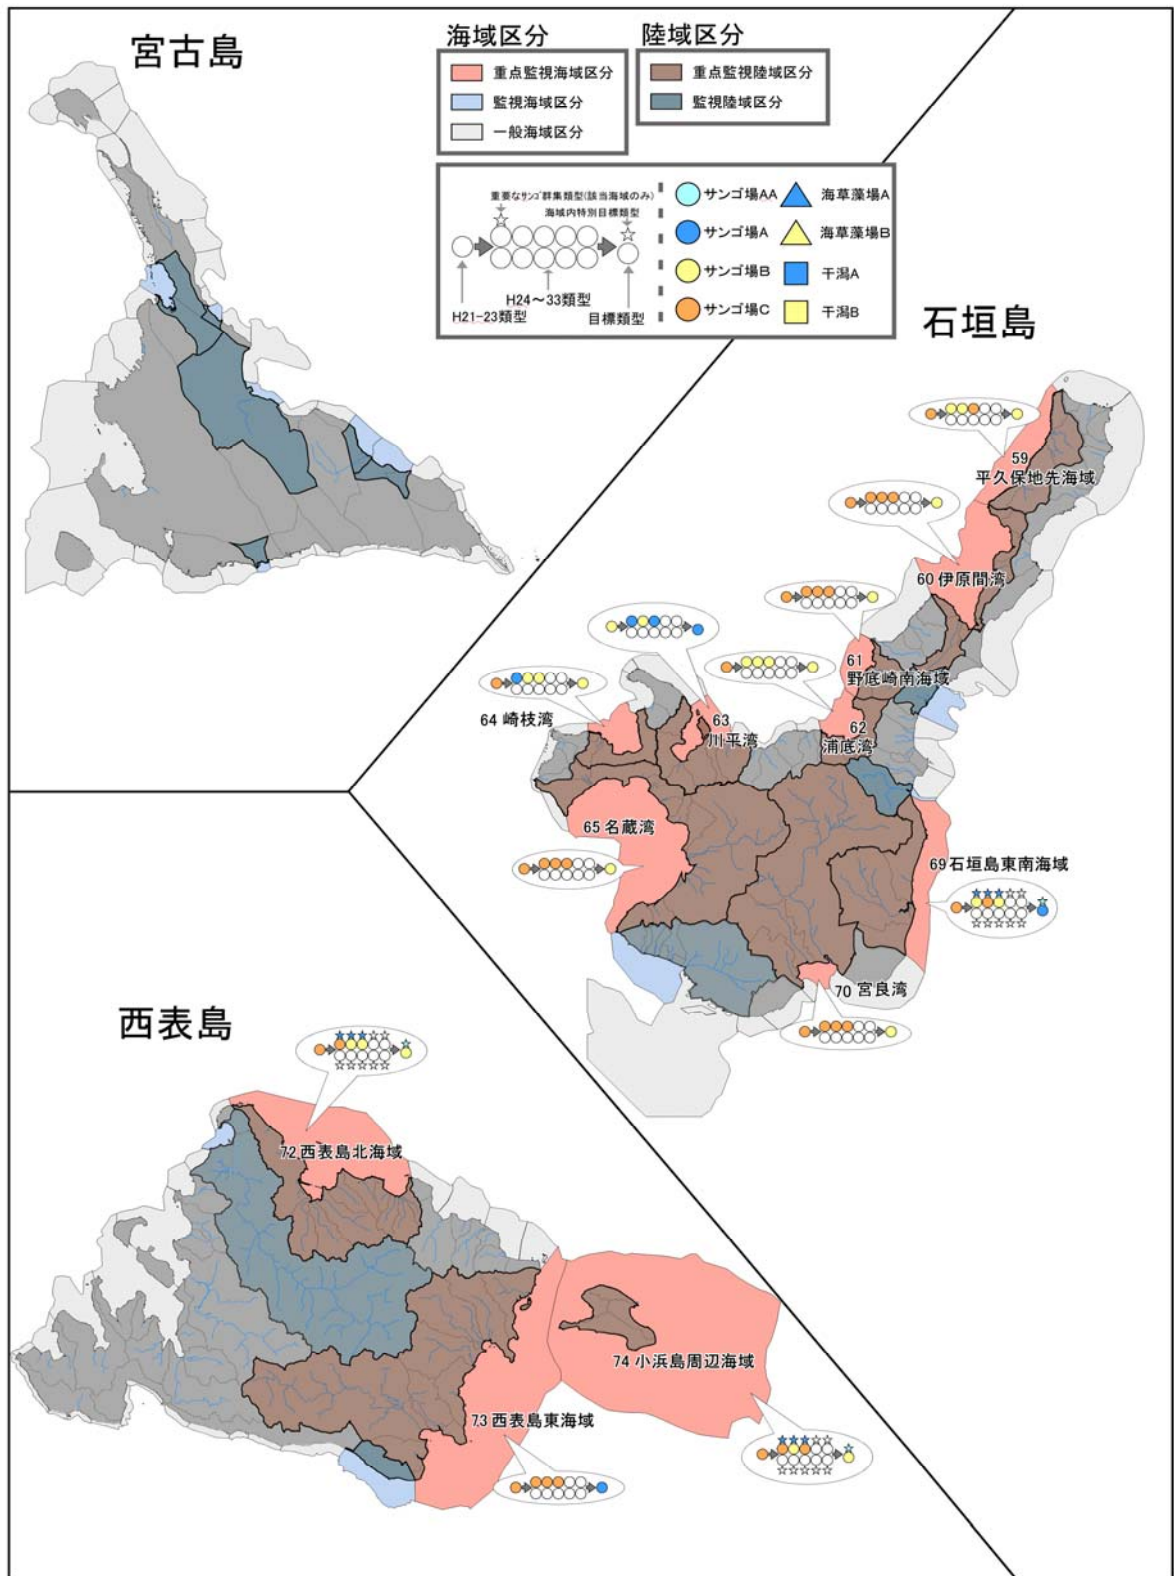 宮古島
海域区分
重点監視海域区分
監視海域区分
一般海域区分
陸域区分
重点監視陸域区分
監視陸域区分
重要なサンゴ群集類型(該当海域のみ)
海域内特別目標類型
H24～33類型
H21-23類型
目標類型
サンゴ場AA
サンゴ場A
サンゴ場B
サンゴ場C
海草藻場A
海草藻場B
干潟A
干潟B
石垣島
59
平久保地先海域
60 伊原間湾
61
野底崎南海域
62
浦底湾
63
川平湾
64 崎枝湾
65 名蔵湾
69 石垣島東南海域
70 宮良湾
西表島
72 西表島北海域
74 小浜島周辺海域
73 西表島東海域